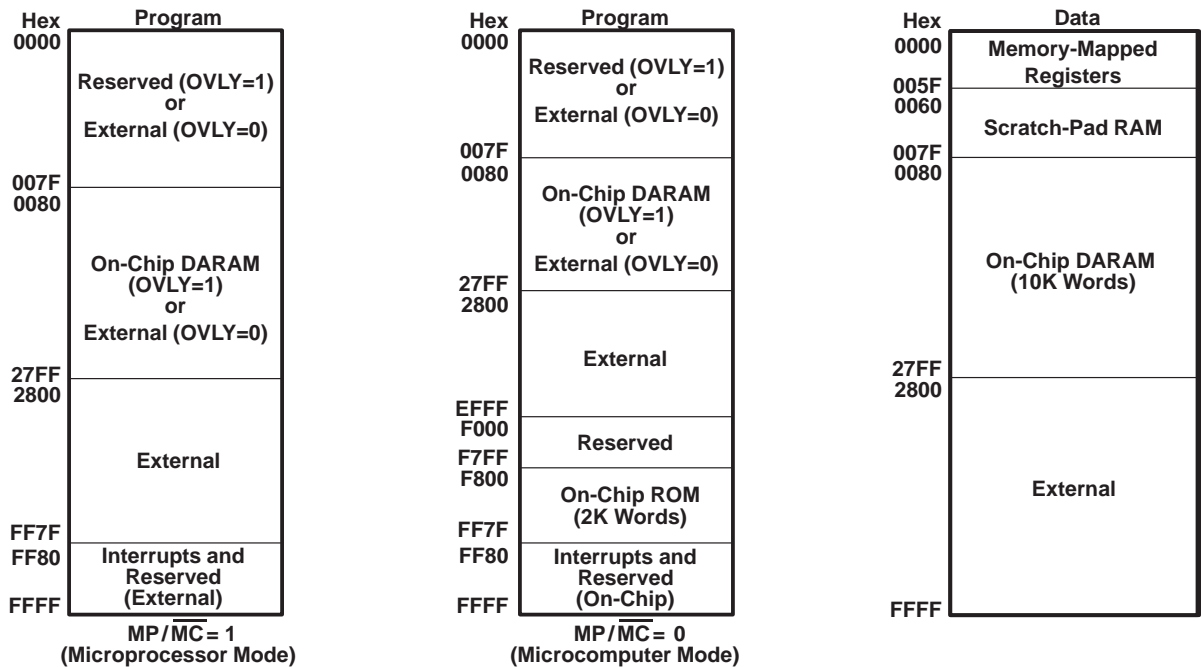 Hex Program
0000
Reserved (OVLY=1)
or
External (OVLY=0)
007F
0080
On-Chip DARAM
(OVLY=1)
or
External (OVLY=0)
27FF
2800
External
FF7F
FF80
Interrupts and
Reserved
(External)
FFFF
MP/MC= 1
(Microprocessor Mode)
Hex Program
0000
Reserved (OVLY=1)
or
External (OVLY=0)
007F
0080
On-Chip DARAM
(OVLY=1)
or
External (OVLY=0)
27FF
2800
External
EFFF
F000
Reserved
F7FF
F800
On-Chip ROM
(2K Words)
FF7F
FF80
Interrupts and
Reserved
(On-Chip)
FFFF
MP/MC= 0
(Microcomputer Mode)
Hex Data
0000
Memory-Mapped
Registers
005F
0060
Scratch-Pad RAM
007F
0080
On-Chip DARAM
(10K Words)
27FF
2800
External
FFFF